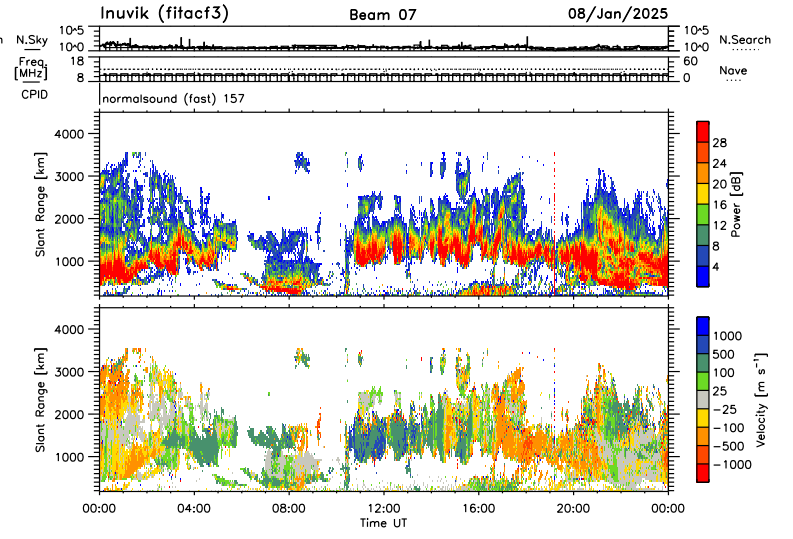 Inuvik (fitacf3)
Beam 07
08/Jan/2025
N.Sky
10^5
10^0
10^5
10^0
N.Search
Freq.
[MHz]
18
8
60
0
Nave
CPID
normalsound (fast) 157
4000
3000
2000
1000
Slant Range [km]
28
24
20
16
12
8
4
Power [dB]
4000
3000
2000
1000
Slant Range [km]
1000
500
100
25
-25
-100
-500
-1000
Velocity [m s⁻¹]
00:00 04:00 08:00 12:00 16:00 20:00 00:00
Time UT